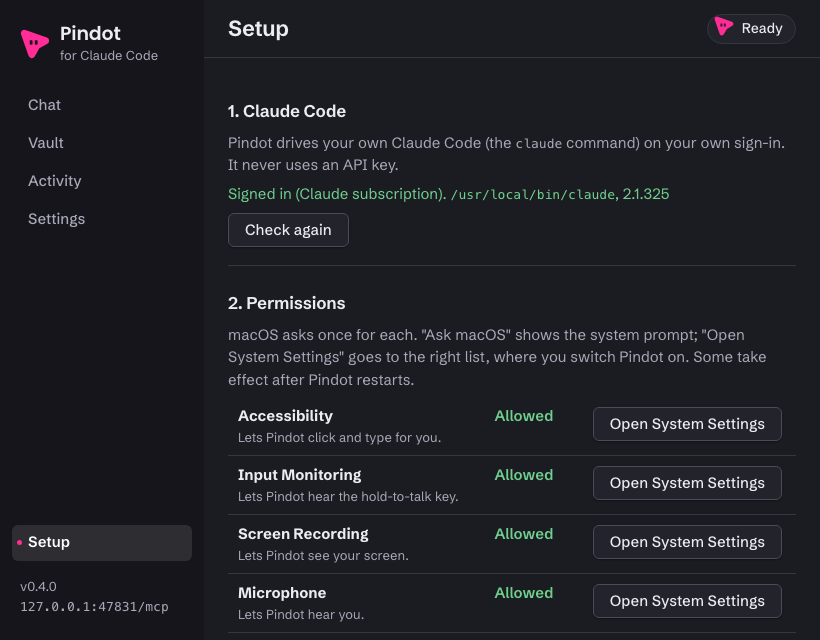 Pindot
for Claude Code
Chat
Vault
Activity
Settings
Setup
v0.4.0
127.0.0.1:47831/mcp
Setup
Ready
1. Claude Code
Pindot drives your own Claude Code (the claude command) on your own sign-in.
It never uses an API key.
Signed in (Claude subscription). /usr/local/bin/claude, 2.1.325
Check again
2. Permissions
macOS asks once for each. "Ask macOS" shows the system prompt; "Open
System Settings" goes to the right list, where you switch Pindot on. Some take
effect after Pindot restarts.
Accessibility
Lets Pindot click and type for you.
Allowed
Open System Settings
Input Monitoring
Lets Pindot hear the hold-to-talk key.
Allowed
Open System Settings
Screen Recording
Lets Pindot see your screen.
Allowed
Open System Settings
Microphone
Lets Pindot hear you.
Allowed
Open System Settings